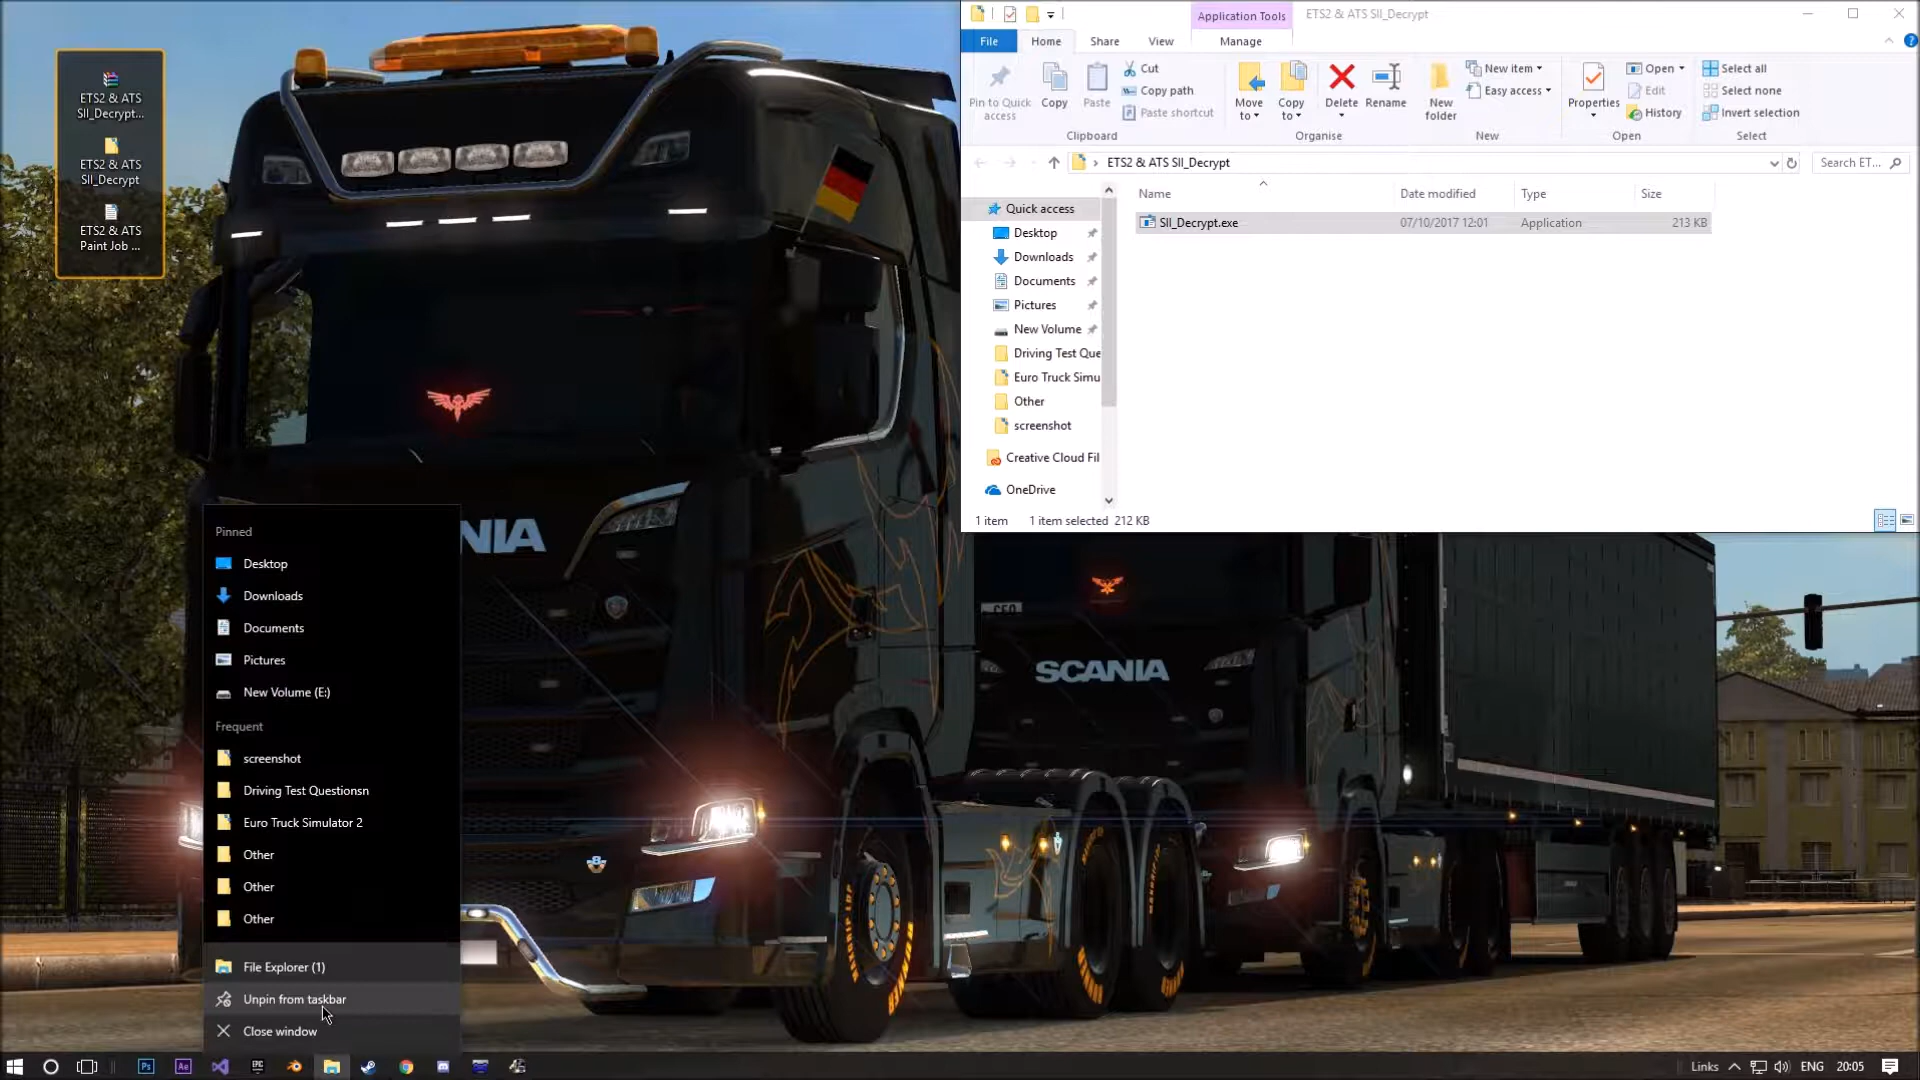 ETS2 & ATS
SII_Decrypt...
ETS2 & ATS
SII_Decrypt
ETS2 & ATS
Paint Job ...
Application Tools
ETS2 & ATS SII_Decrypt
File
Home
Share
View
Manage
Pin to Quick
access
Copy
Paste
Cut
Copy path
Paste shortcut
Move
to
Copy
to
Delete
Rename
New
folder
New item
Easy access
Properties
Open
Edit
History
Select all
Select none
Invert selection
Clipboard
Organise
New
Open
Select
ETS2 & ATS SII_Decrypt
Search ET...
Name
Date modified
Type
Size
SII_Decrypt.exe
07/10/2017 12:01
Application
213 KB
Quick access
Desktop
Downloads
Documents
Pictures
New Volume
Driving Test Que
Euro Truck Simu
Other
screenshot
Creative Cloud Fil
OneDrive
1 item
1 item selected 212 KB
NIA
SCANIA
Pinned
Desktop
Downloads
Documents
Pictures
New Volume (E:)
Frequent
screenshot
Driving Test Questionsn
Euro Truck Simulator 2
Other
Other
Other
File Explorer (1)
Unpin from taskbar
Close window
Ps
Ae
EPIC
Links
ENG
20:05